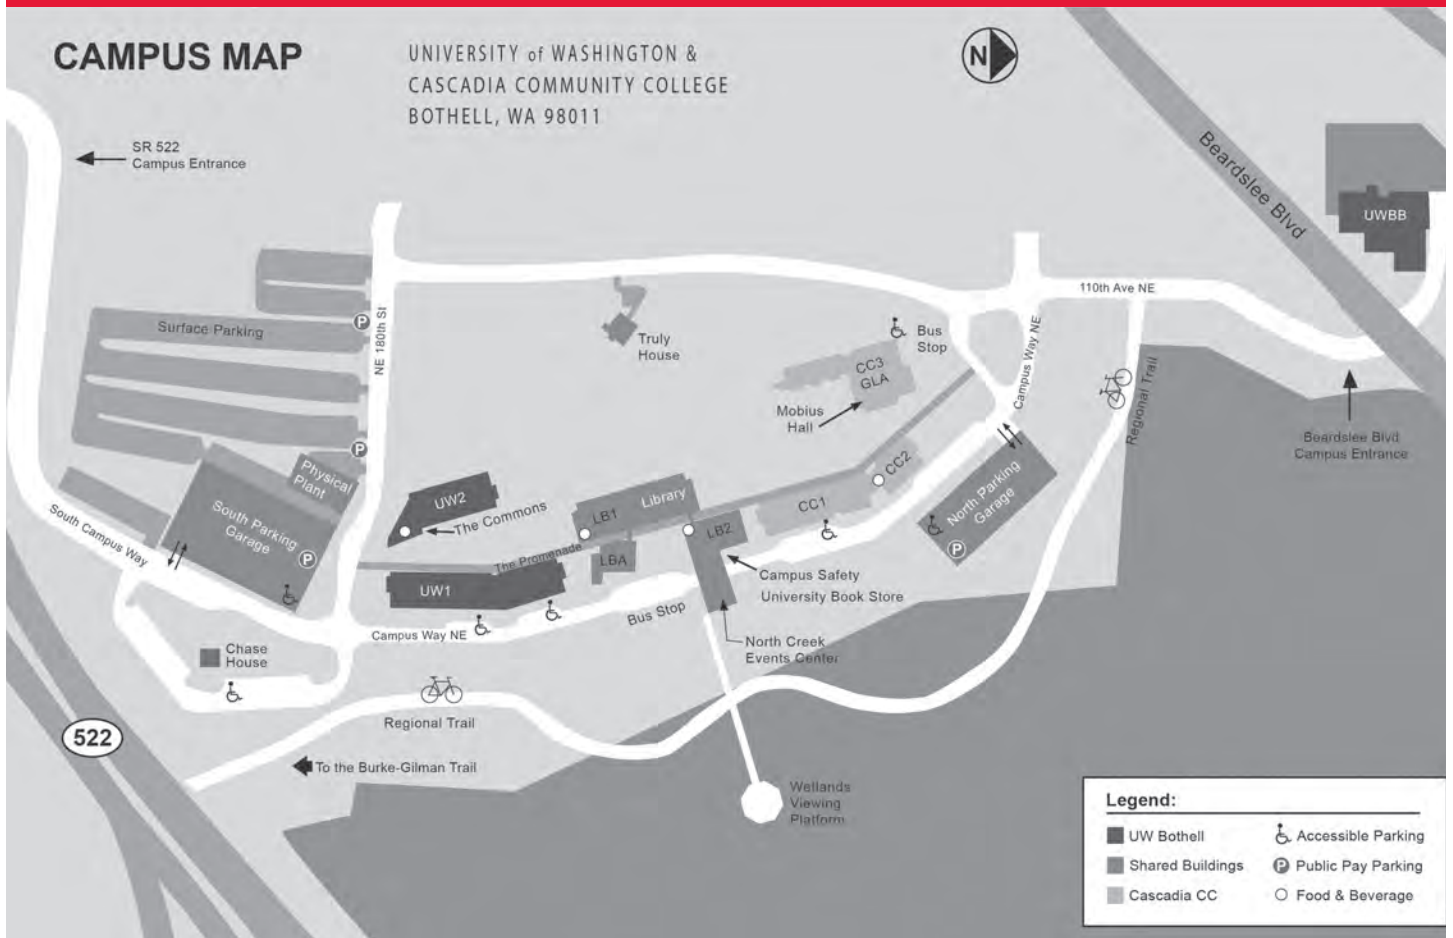 CAMPUS MAP
UNIVERSITY of WASHINGTON &
CASCADIA COMMUNITY COLLEGE
BOTHELL, WA 98011
N
SR 522
Campus Entrance
Beardslee Blvd
UWBB
110th Ave NE
Surface Parking
P
NE 180th St
Truly
House
Bus
Stop
CC3
GLA
Mobius
Hall
Campus Way NE
Regional Trail
Beardslee Blvd
Campus Entrance
P
Physical
Plant
South Parking
Garage
P
South Campus Way
UW2
The Commons
Library
LB1
LB2
LBA
The Promenade
UW1
CC1
CC2
North Parking
Garage
P
Campus Safety
University Book Store
Bus Stop
Campus Way NE
North Creek
Events Center
Chase
House
Regional Trail
522
To the Burke-Gilman Trail
Wetlands
Viewing
Platform
Legend:
UW Bothell
Accessible Parking
Shared Buildings
P Public Pay Parking
Cascadia CC
Food & Beverage